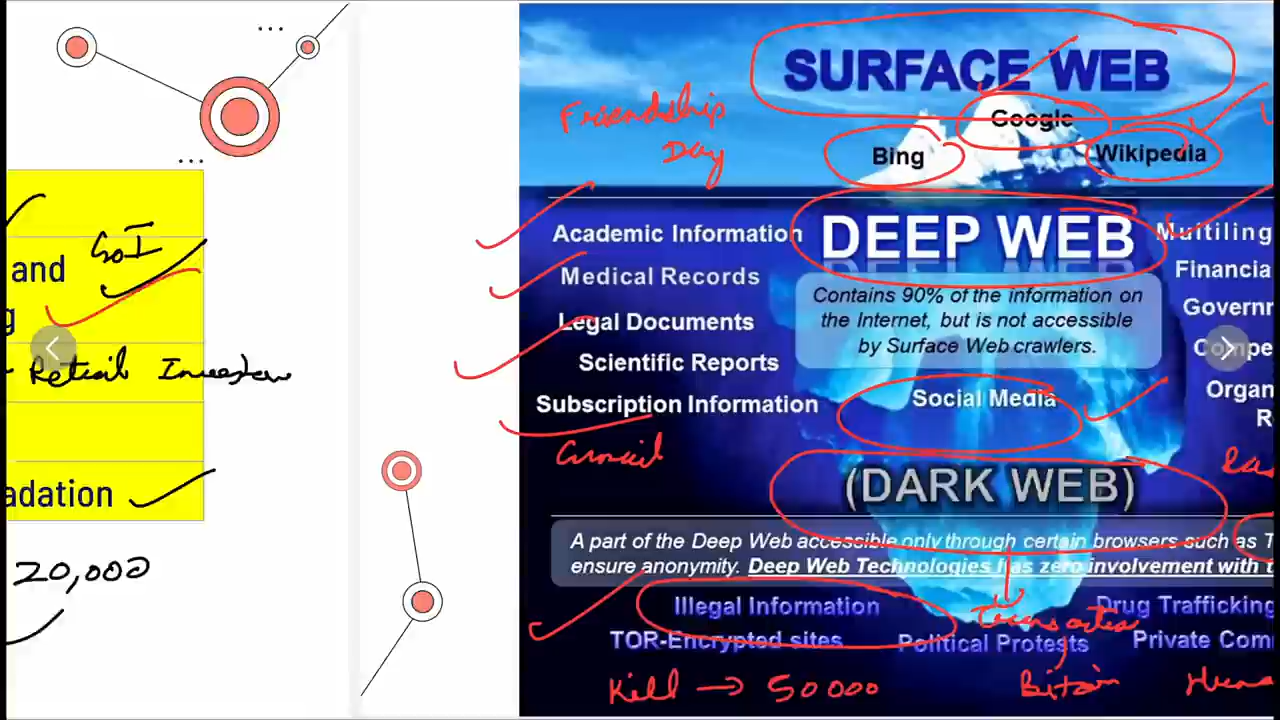 and
GoI
g
Retail Investor
adation
20,000
SURFACE WEB
Google
Bing
Wikipedia
Friendship
Day
DEEP WEB
Contains 90% of the information on
the Internet, but is not accessible
by Surface Web crawlers.
Academic Information
Medical Records
Legal Documents
Scientific Reports
Subscription Information
Gmail
Social Media
Multiling
Financia
Governm
Compe
Organ
R
(DARK WEB)
A part of the Deep Web accessible only through certain browsers such as T
ensure anonymity. Deep Web Technologies has zero involvement with t
Illegal Information
Drug Trafficking
TOR-Encrypted sites
Political Protests
Private Com
Kill → 50000